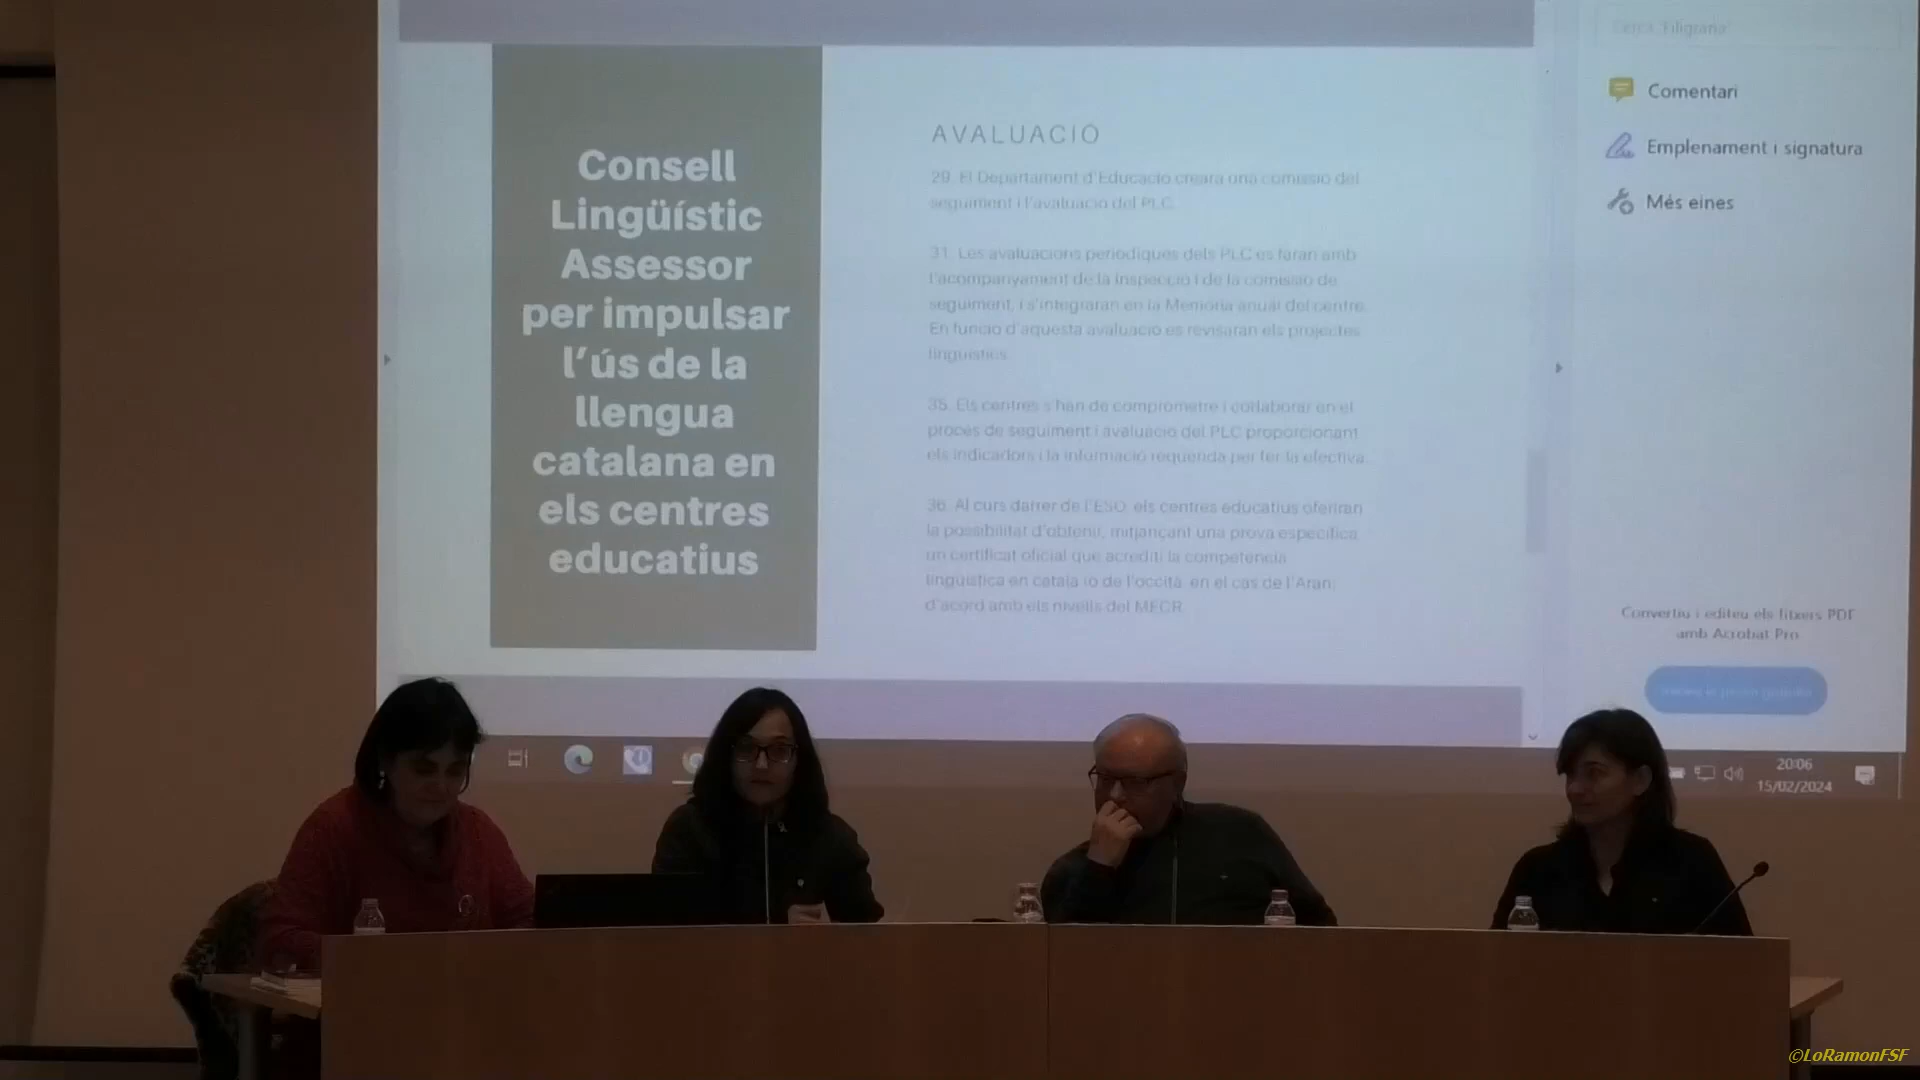 Cerca 'Filigrana'
Comentari
Emplenament i signatura
Més eines
Consell
Lingüístic
Assessor
per impulsar
l'ús de la
llengua
catalana en
els centres
educatius
AVALUACIÓ
29. El Departament d'Educació crearà una comissió del
seguiment i l'avaluació del PLC.
31. Les avaluacions periòdiques dels PLC es faran amb
l'acompanyament de la Inspecció i de la comissió de
seguiment, i s'integraran en la Memòria anual del centre.
En funció d'aquesta avaluació es revisaran els projectes
lingüístics.
35. Els centres s'han de comprometre i col·laborar en el
procés de seguiment i avaluació del PLC proporcionant
els indicadors i la informació requerida per fer-la efectiva.
36. Al curs darrer de l'ESO, els centres educatius oferiran
la possibilitat d'obtenir, mitjançant una prova específica,
un certificat oficial que acrediti la competència
lingüística en català io de l'occità, en el cas de l'Aran,
d'acord amb els nivells del MECR.
Convertiu i editeu els fitxers PDF
amb Acrobat Pro
20:06
15/02/2024
©LoRamonFSF